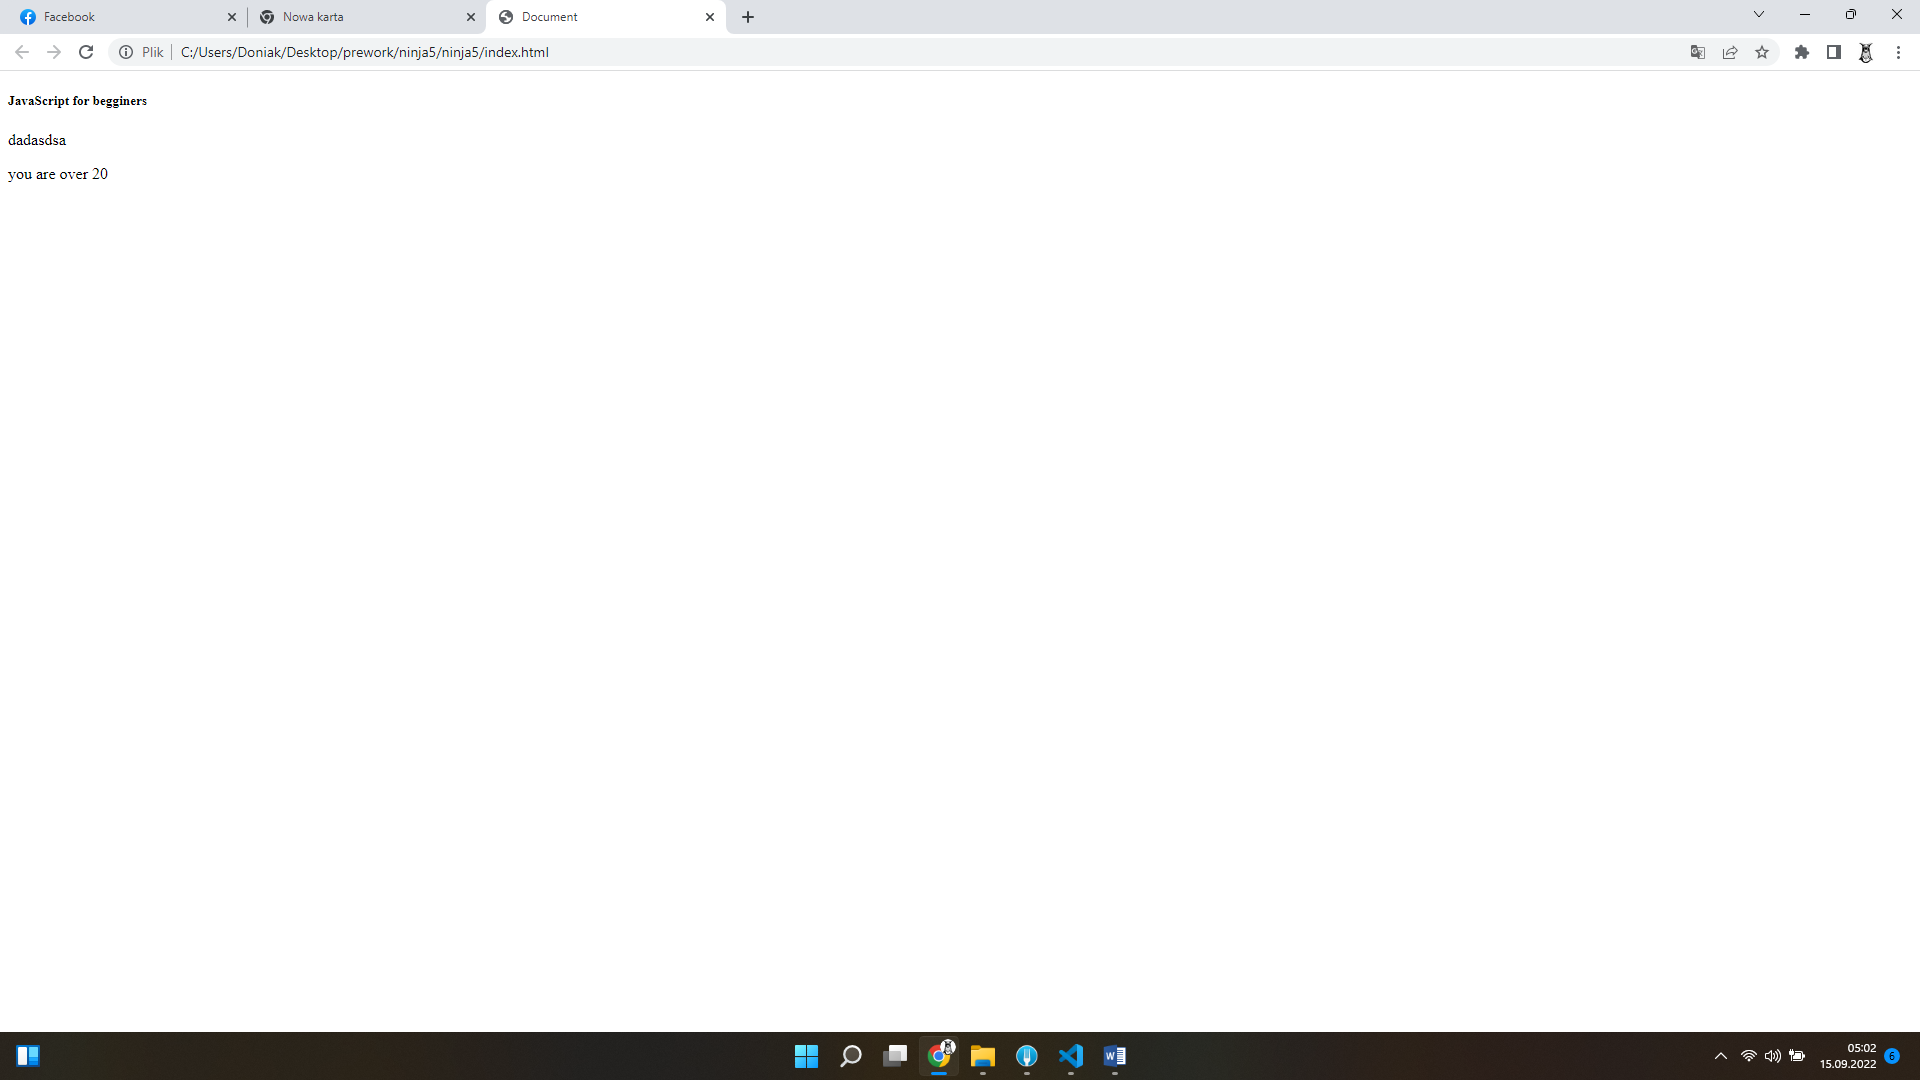 Facebook
Nowa karta
Document
Plik
C:/Users/Doniak/Desktop/prework/ninja5/ninja5/index.html
JavaScript for begginers
dadasdsa
you are over 20
05:02
15.09.2022
6